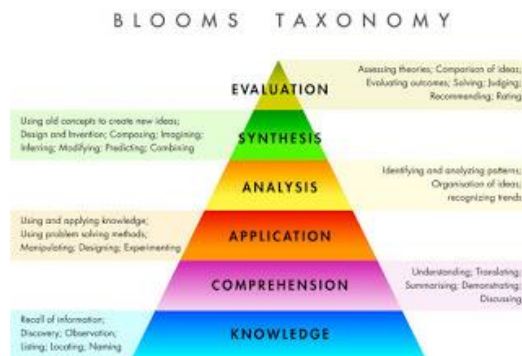 BLOOMS TAXONOMY
EVALUATION
Assessing theories; Comparison of ideas;
Evaluating outcomes; Solving; Judging;
Recommending; Rating
Using old concepts to create new ideas;
Design and Invention; Composing; Imagining;
Inferring; Modifying; Predicting; Combining
SYNTHESIS
ANALYSIS
Identifying and analyzing patterns;
Organisation of ideas;
recognizing trends
Using and applying knowledge;
Using problem solving methods;
Manipulating; Designing; Experimenting
APPLICATION
COMPREHENSION
Understanding; Translating;
Summarising; Demonstrating;
Discussing
Recall of information;
Discovery; Observation;
Listing; Locating; Naming
KNOWLEDGE